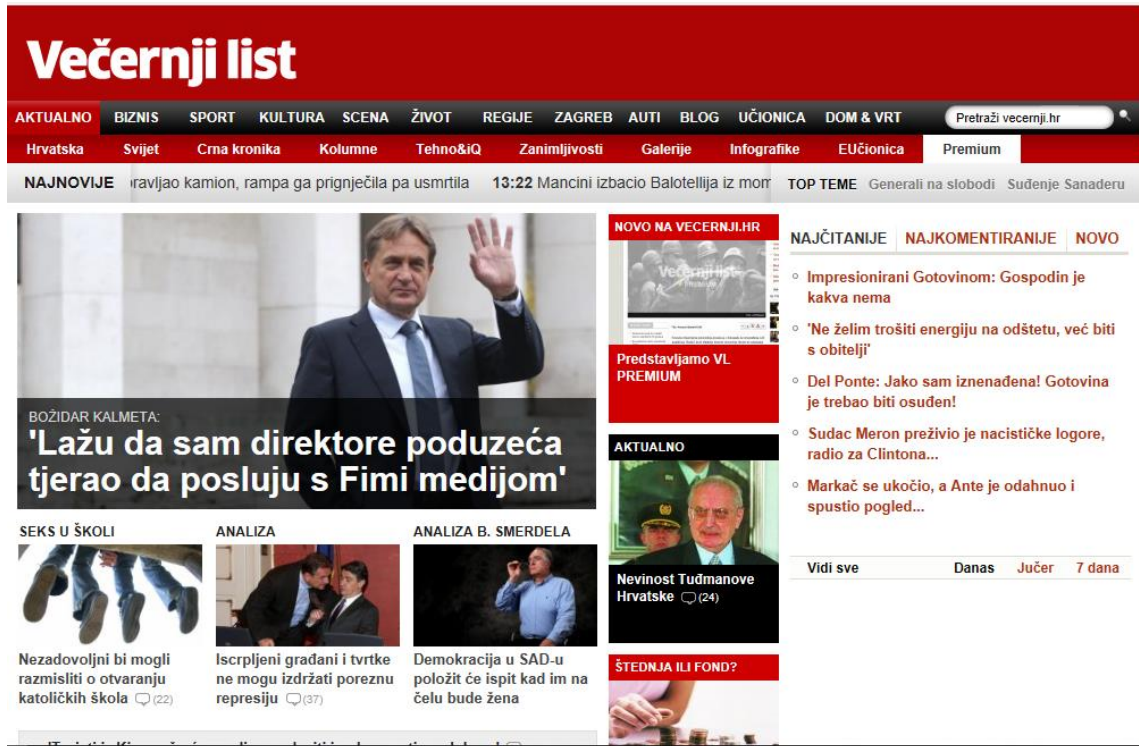 Večernji list
AKTUALNO BIZNIS SPORT KULTURA SCENA ŽIVOT REGIJE ZAGREB AUTI BLOG UČIONICA DOM & VRT Pretraži vecernji.hr
Hrvatska Svijet Crna kronika Kolumne Tehno&iQ Zanimljivosti Galerije Infografike EUčionica Premium
NAJNOVIJE ravljao kamion, rampa ga prignječila pa usmrtila 13:22 Mancini izbacio Balotellija iz mom TOP TEME Generali na slobodi Suđenje Sanaderu
BOŽIDAR KALMETA:
'Lažu da sam direktore poduzeća
tjerao da posluju s Fimi medijom'
SEKS U ŠKOLI
Nezadovoljni bi mogli
razmisliti o otvaranju
katoličkih škola (22)
ANALIZA
Iscrpljeni građani i tvrtke
ne mogu izdržati poreznu
represiju (37)
ANALIZA B. SMERDELA
Demokracija u SAD-u
položit će ispit kad im na
čelu bude žena
NOVO NA VECERNJI.HR
Večernji list
Predstavljamo VL
PREMIUM
AKTUALNO
Nevinost Tuđmanove
Hrvatske (24)
ŠTEDNJA ILI FOND?
NAJČITANIJE NAJKOMENTIRANIJE NOVO
Impresionirani Gotovinom: Gospodin je
kakva nema
'Ne želim trošiti energiju na odštetu, već biti
s obitelji'
Del Ponte: Jako sam iznenađena! Gotovina
je trebao biti osuđen!
Sudac Meron preživio je nacističke logore,
radio za Clintona...
Markač se ukočio, a Ante je odahnuo i
spustio pogled...
Vidi sve Danas Jučer 7 dana